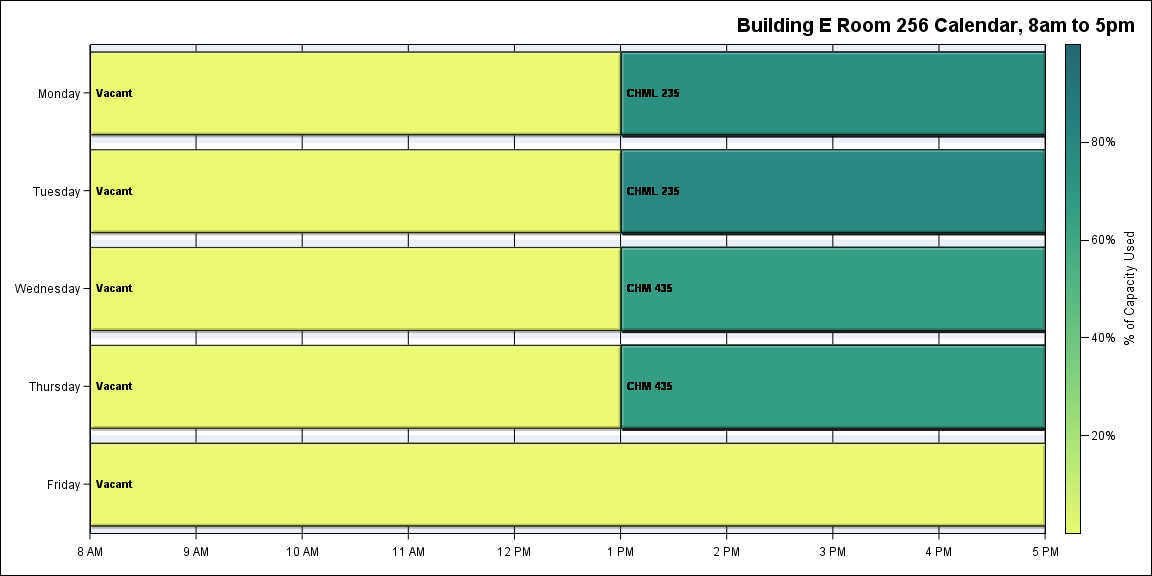 Building E Room 256 Calendar, 8am to 5pm
Monday
Vacant
CHML 235
Tuesday
Vacant
CHML 235
Wednesday
Vacant
CHM 435
Thursday
Vacant
CHM 435
Friday
Vacant
8 AM 9 AM 10 AM 11 AM 12 PM 1 PM 2 PM 3 PM 4 PM 5 PM
80%
60%
40%
20%
% of Capacity Used